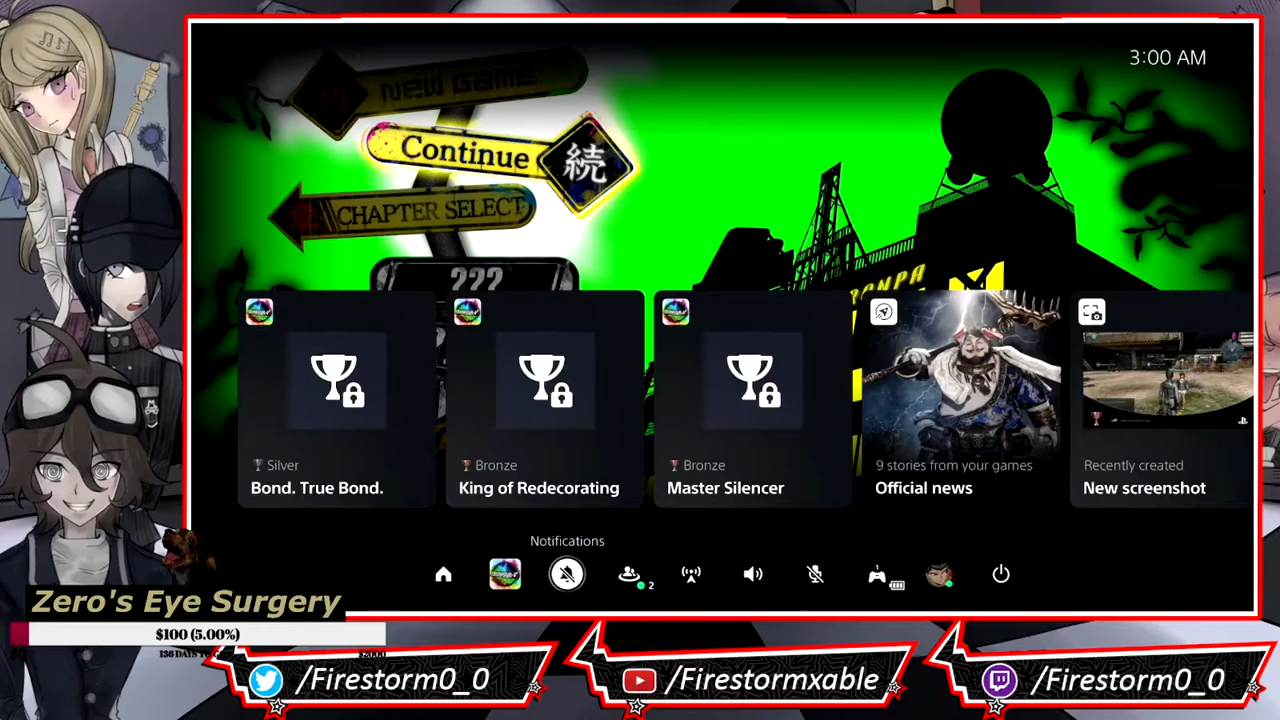 3:00 AM
NEW GAME
Continue
続
CHAPTER SELECT
???
Silver
Bond. True Bond.
Bronze
King of Redecorating
Bronze
Master Silencer
9 stories from your games
Official news
Recently created
New screenshot
Notifications
2
1
Zero's Eye Surgery
$100 (5.00%)
$2000
/Firestorm0_0
/Firestormxable
/Firestorm0_0